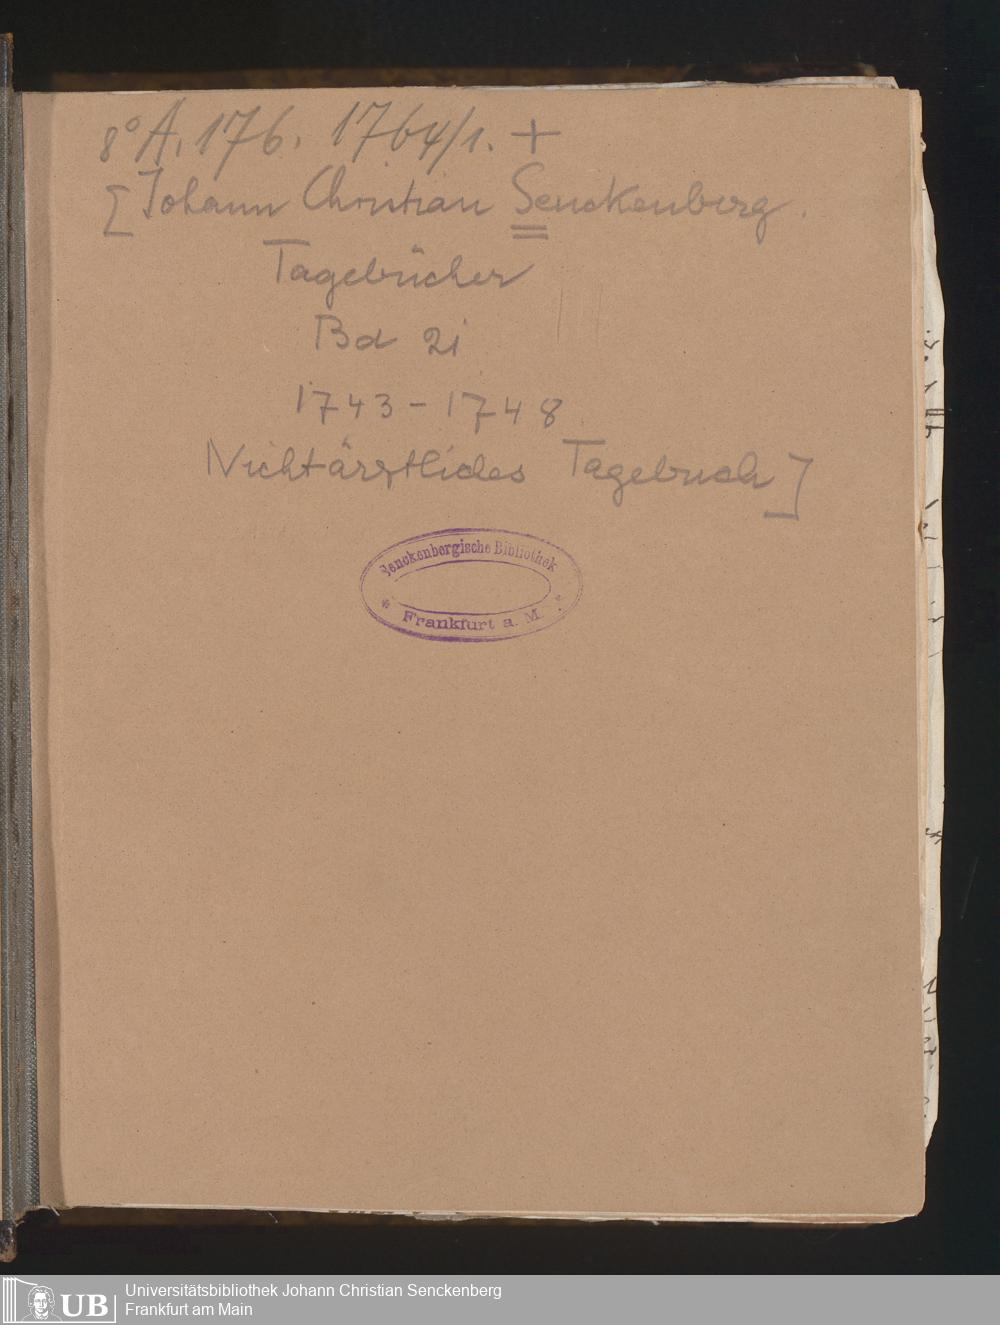 8° A. 176. 1764/1. +
[Johann Christian Senckenberg.
Tagebücher
Bd 21
1743-1748
Nichtärztliches Tagebuch]
Senckenbergische Bibliothek
* Frankfurt a. M. *
UB
Universitätsbibliothek Johann Christian Senckenberg
Frankfurt am Main